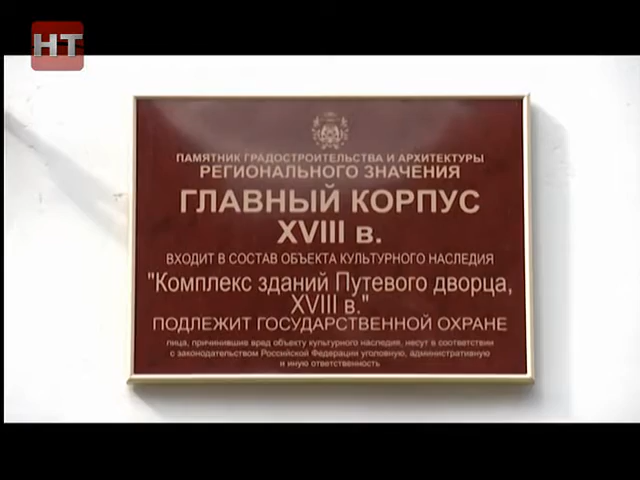 НТ
ПАМЯТНИК ГРАДОСТРОИТЕЛЬСТВА И АРХИТЕКТУРЫ
РЕГИОНАЛЬНОГО ЗНАЧЕНИЯ
ГЛАВНЫЙ КОРПУС
XVIII в.
ВХОДИТ В СОСТАВ ОБЪЕКТА КУЛЬТУРНОГО НАСЛЕДИЯ
"Комплекс зданий Путевого дворца,
XVIII в."
ПОДЛЕЖИТ ГОСУДАРСТВЕННОЙ ОХРАНЕ
лица, причинившие вред объекту культурного наследия, несут в соответствии
с законодательством Российской Федерации уголовную, административную
и иную ответственность